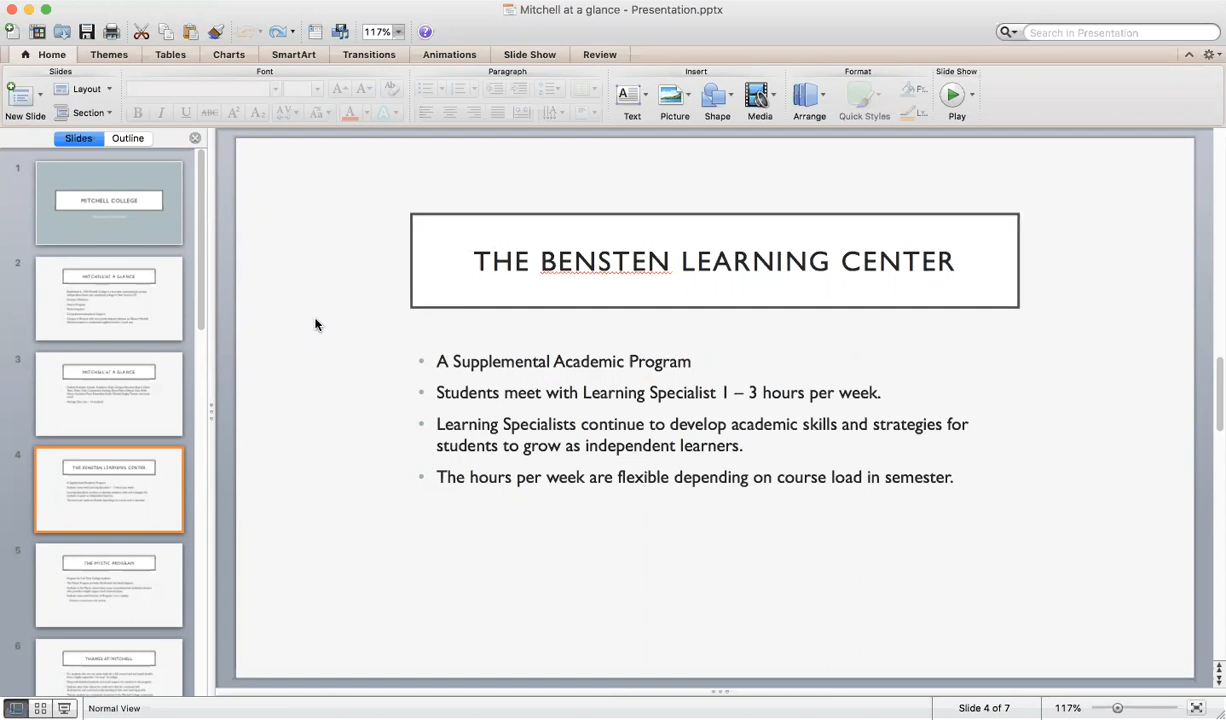 Mitchell at a glance - Presentation.pptx
117%
Search in Presentation
Home Themes Tables Charts SmartArt Transitions Animations Slide Show Review
Slides Font Paragraph Insert Format Slide Show
New Slide Layout Section
Text Picture Shape Media Arrange Quick Styles Play
Slides Outline
1
MITCHELL COLLEGE
2
MITCHELL AT A GLANCE
3
MITCHELL AT A GLANCE
4
THE BENSTEN LEARNING CENTER
5
THE MYSTIC PROGRAM
6
THAMES AT MITCHELL
THE BENSTEN LEARNING CENTER
• A Supplemental Academic Program
• Students meet with Learning Specialist 1 – 3 hours per week.
• Learning Specialists continue to develop academic skills and strategies for
students to grow as independent learners.
• The hours per week are flexible depending on course load in semester.
Normal View Slide 4 of 7 117%